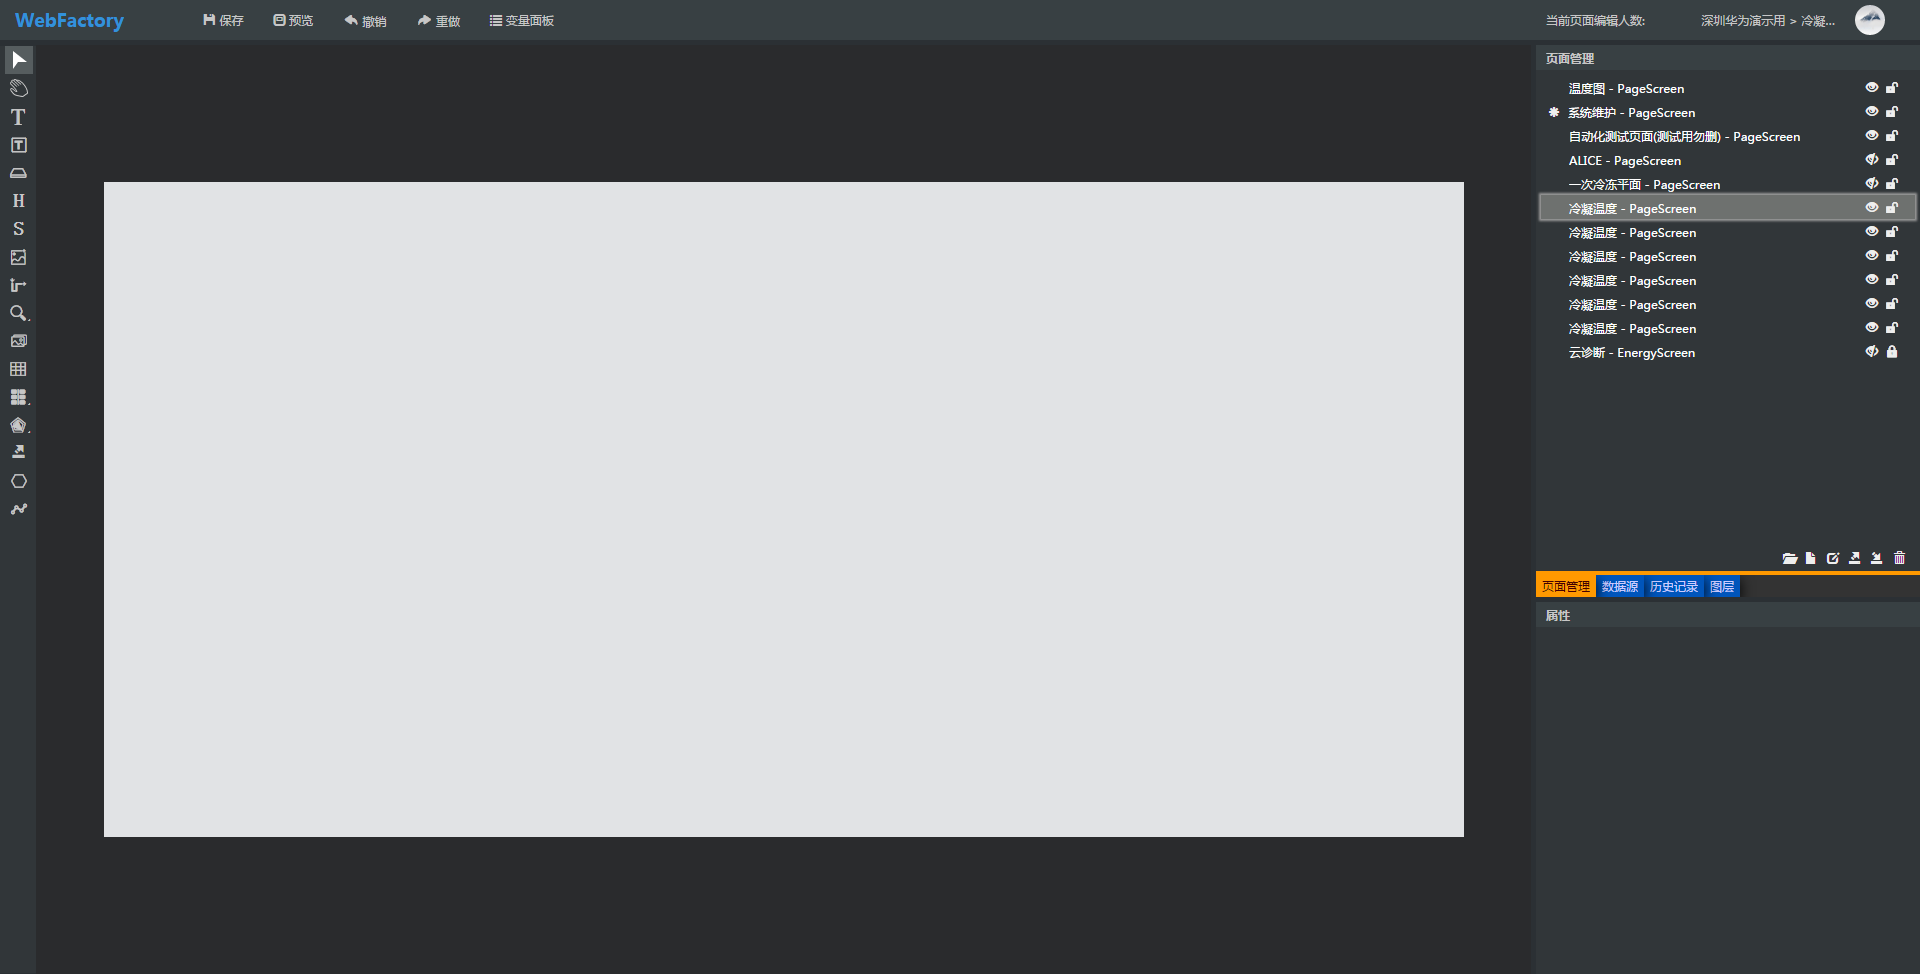 WebFactory
保存
预览
撤销
重做
变量面板
当前页面编辑人数:
深圳华为演示用 > 冷凝...
T
T
H
S
页面管理
温度图 - PageScreen
系统维护 - PageScreen
自动化测试页面(测试用勿删) - PageScreen
ALICE - PageScreen
一次冷冻平面 - PageScreen
冷凝温度 - PageScreen
冷凝温度 - PageScreen
冷凝温度 - PageScreen
冷凝温度 - PageScreen
冷凝温度 - PageScreen
冷凝温度 - PageScreen
云诊断 - EnergyScreen
页面管理
数据源
历史记录
图层
属性